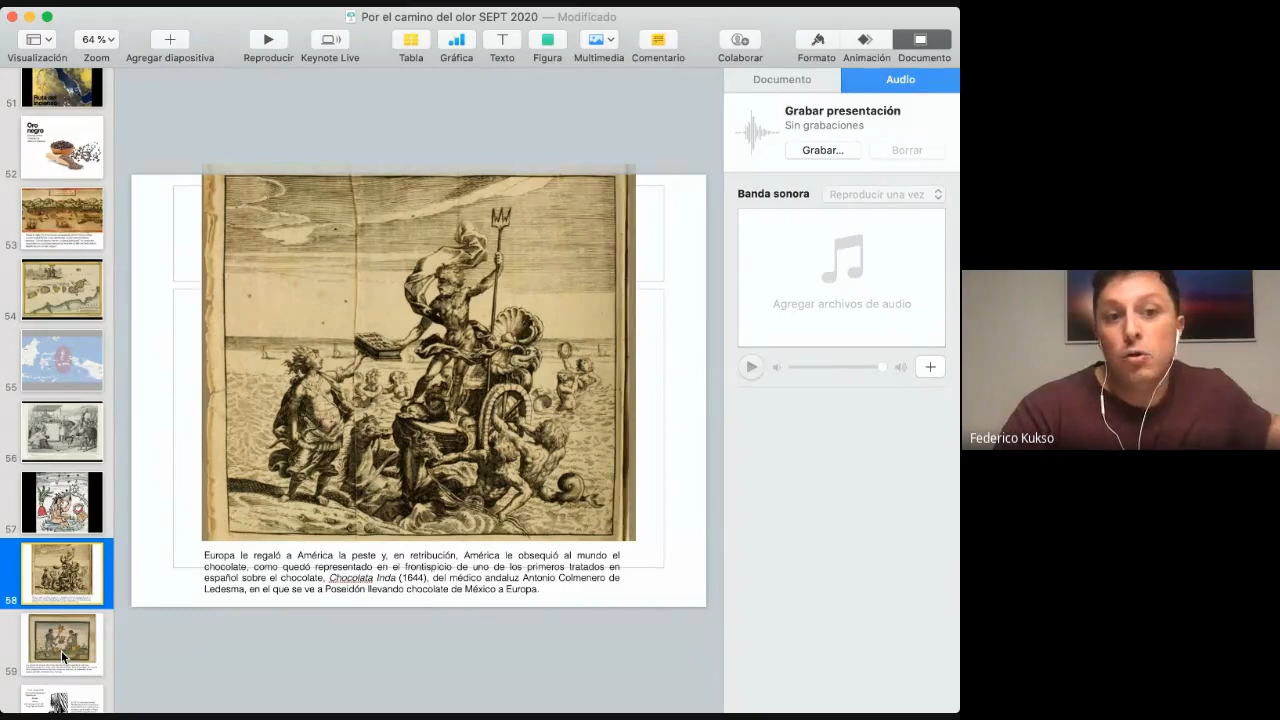 Por el camino del olor SEPT 2020 — Modificado
64 %
Visualización Zoom Agregar diapositiva Reproducir Keynote Live Tabla Gráfica Texto Figura Multimedia Comentario Colaborar Formato Animación Documento
Documento Audio
Grabar presentación
Sin grabaciones
Grabar... Borrar
Banda sonora Reproducir una vez
Agregar archivos de audio
Ruta del
incienso
51
Oro
negro
52
53
54
55
56
57
58
59
Europa le regaló a América la peste y, en retribución, América le obsequió al mundo el
chocolate, como quedó representado en el frontispicio de uno de los primeros tratados en
español sobre el chocolate, Chocolata Inda (1644), del médico andaluz Antonio Colmenero de
Ledesma, en el que se ve a Poseidón llevando chocolate de México a Europa.
Federico Kukso